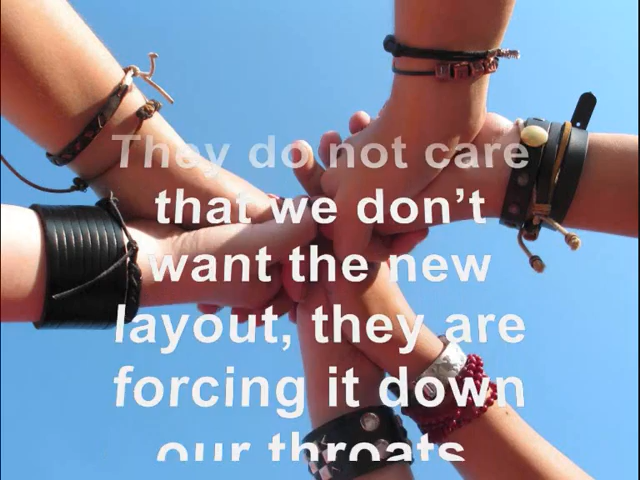 They do not care
that we don’t
want the new
layout, they are
forcing it down
our throats